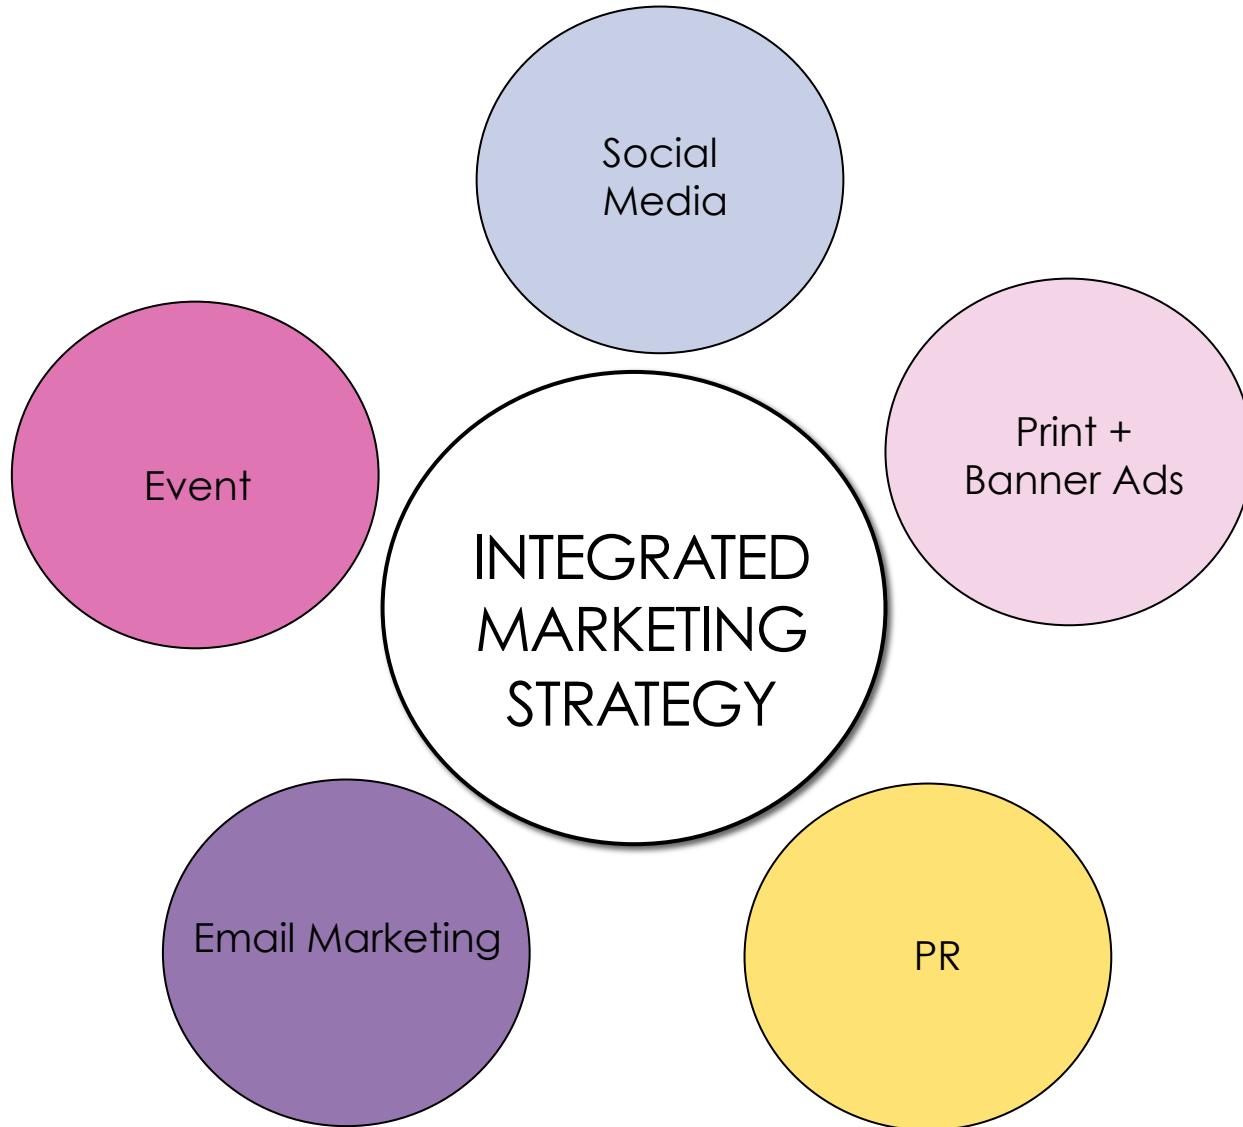 Social
Media
Print +
Banner Ads
Event
INTEGRATED
MARKETING
STRATEGY
Email Marketing
PR